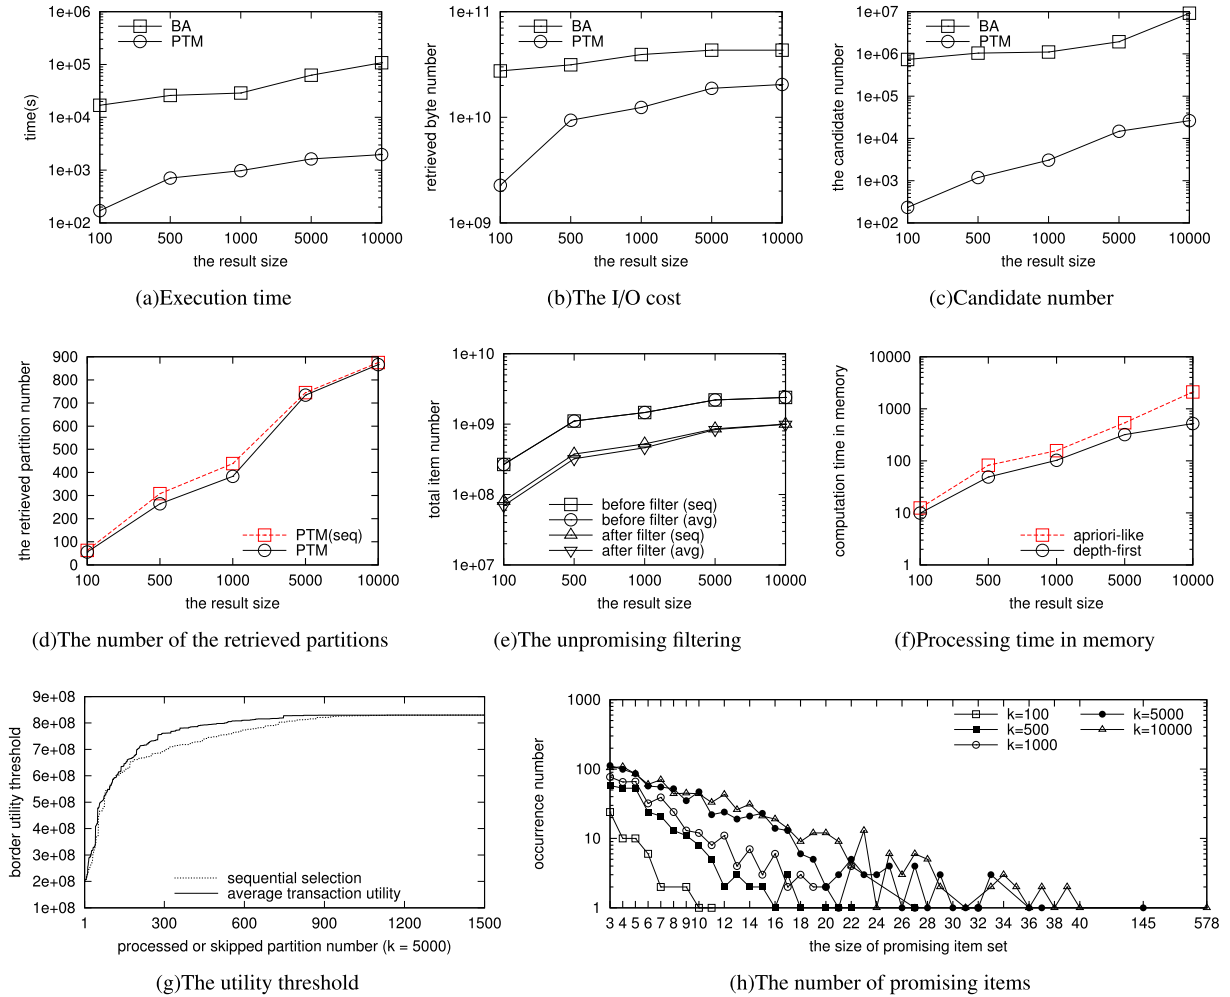 1e+06
1e+05
1e+04
1e+03
1e+02
time(s)
BA
PTM
100 500 1000 5000 10000
the result size
(a)Execution time
1e+11
1e+10
1e+09
retrieved byte number
BA
PTM
100 500 1000 5000 10000
the result size
(b)The I/O cost
1e+07
1e+06
1e+05
1e+04
1e+03
1e+02
the candidate number
BA
PTM
100 500 1000 5000 10000
the result size
(c)Candidate number
900
800
700
600
500
400
300
200
100
0
the retrieved partition number
PTM(seq)
PTM
100 500 1000 5000 10000
the result size
(d)The number of the retrieved partitions
1e+10
1e+09
1e+08
1e+07
total item number
before filter (seq)
before filter (avg)
after filter (seq)
after filter (avg)
100 500 1000 5000 10000
the result size
(e)The unpromising filtering
10000
1000
100
10
1
computation time in memory
apriori-like
depth-first
100 500 1000 5000 10000
the result size
(f)Processing time in memory
9e+08
8e+08
7e+08
6e+08
5e+08
4e+08
3e+08
2e+08
1e+08
border utility threshold
sequential selection
average transaction utility
1 300 600 900 1200 1500
processed or skipped partition number (k = 5000)
(g)The utility threshold
1000
100
10
1
occurrence number
k=100
k=500
k=1000
k=5000
k=10000
3 4 5 6 7 8 9 10 12 14 16 18 20 22 24 26 28 30 32 34 36 38 40 145 578
the size of promising item set
(h)The number of promising items